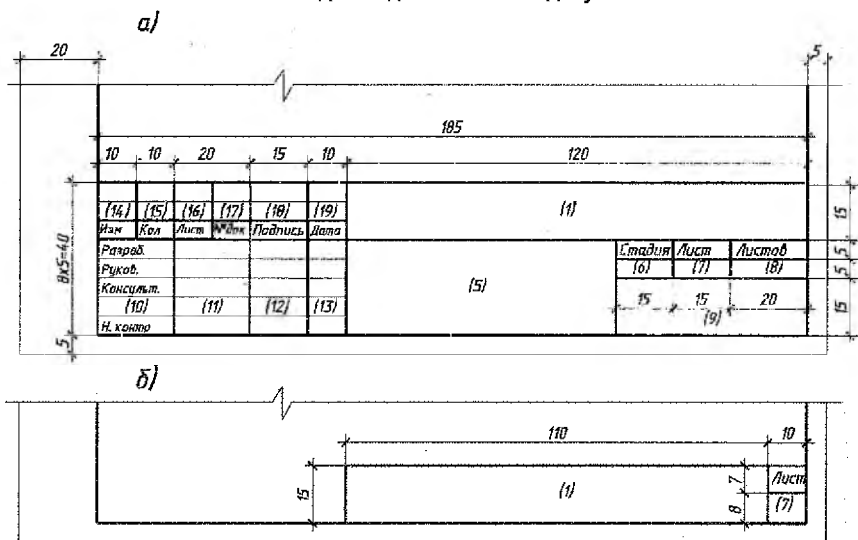 а)
20
5
185
10 10 20 15 10 120
(14) (15) (16) (17) (18) (19)
(1)
15
Изм Кол Лист №док Подпись Дата
8х5=40
Разраб.
Стадия Лист Листов
5
Руков.
(6) (7) (8)
5
Консульт.
(5)
(10) (11) (12) (13)
15 15 20
15
(9)
Н. контр
5
б)
110 10
15
(1)
7
Лист
8
(7)